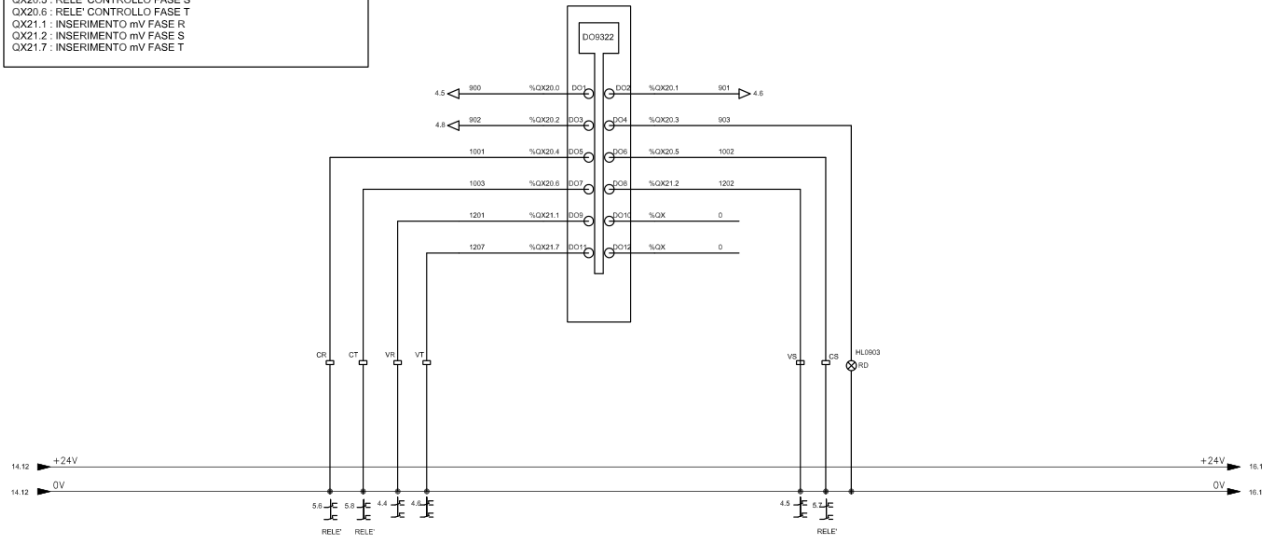 QX20.5 : RELE' CONTROLLO FASE S
QX20.6 : RELE' CONTROLLO FASE T
QX21.1 : INSERIMENTO mV FASE R
QX21.2 : INSERIMENTO mV FASE S
QX21.7 : INSERIMENTO mV FASE T
DO9322
4.5 900 %QX20.0 DO1 DO2 %QX20.1 901 4.6
4.8 902 %QX20.2 DO3 DO4 %QX20.3 903
1001 %QX20.4 DO5 DO6 %QX20.5 1002
1003 %QX20.6 DO7 DO8 %QX21.2 1202
1201 %QX21.1 DO9 DO10 %QX 0
1207 %QX21.7 DO11 DO12 %QX 0
CR CT VR VT VS CS HL0903
RD
14.12 +24V +24V 16.1
14.12 0V 0V 16.1
5.6 5.8 4.4 4.6 4.5 5.7
RELE' RELE' RELE'